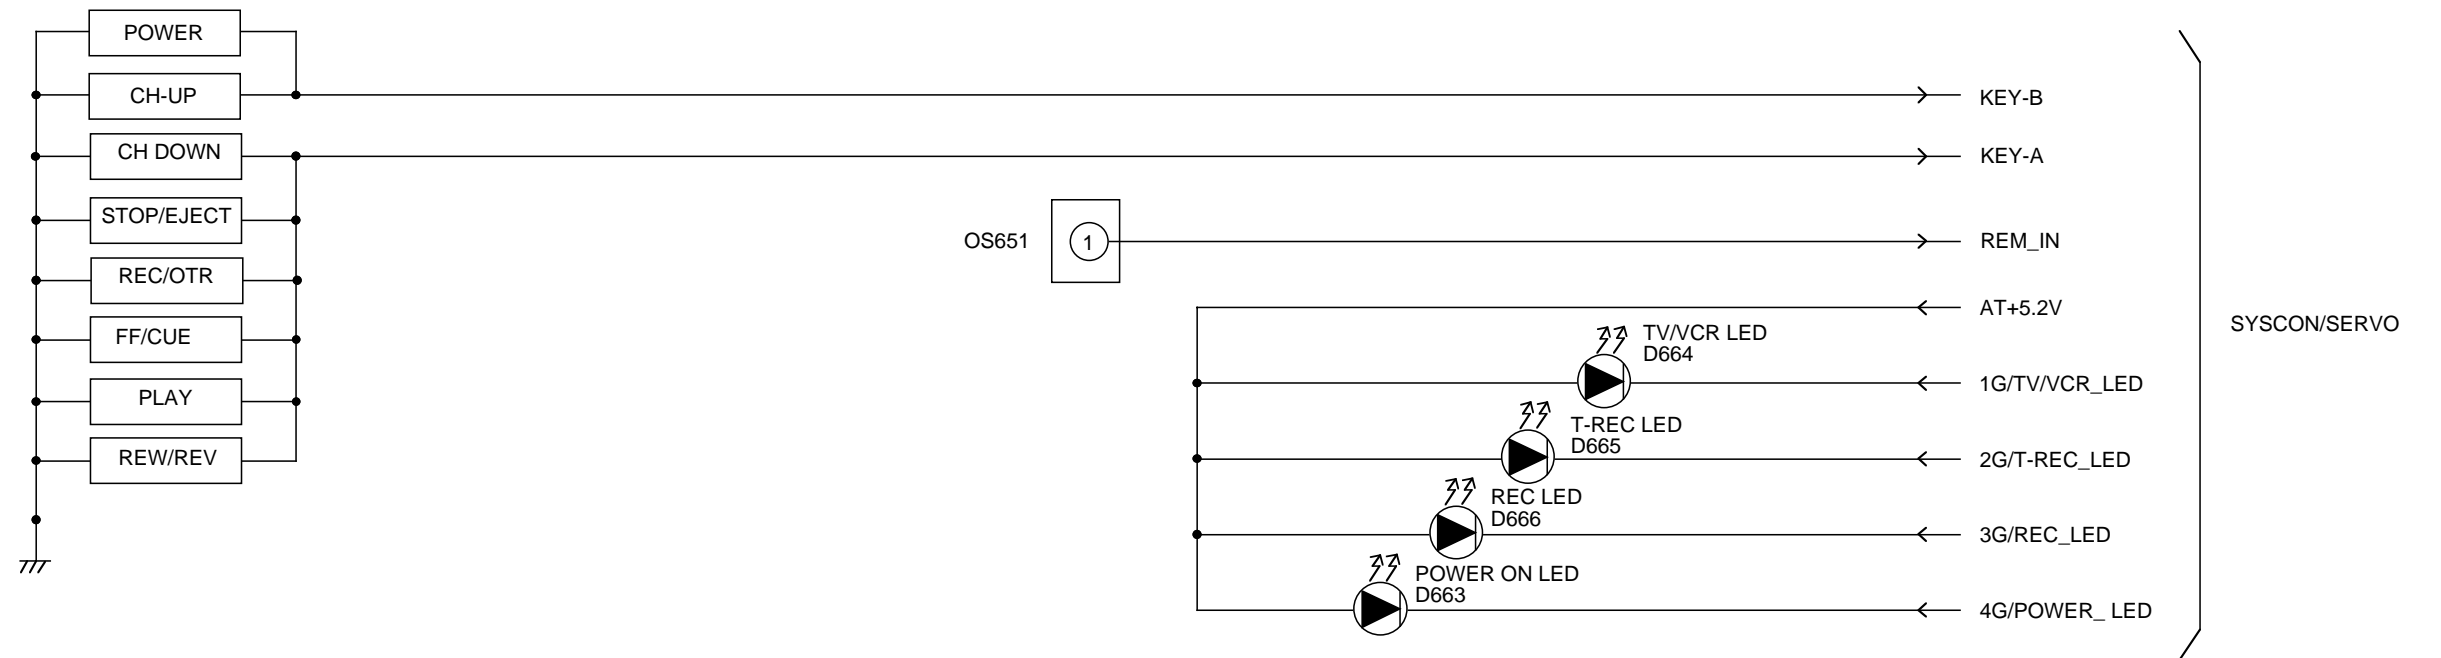 POWER
CH-UP
CH DOWN
STOP/EJECT
REC/OTR
FF/CUE
PLAY
REW/REV
OS651
1
TV/VCR LED
D664
T-REC LED
D665
REC LED
D666
POWER ON LED
D663
KEY-B
KEY-A
REM_IN
AT+5.2V
1G/TV/VCR_LED
2G/T-REC_LED
3G/REC_LED
4G/POWER_ LED
SYSCON/SERVO